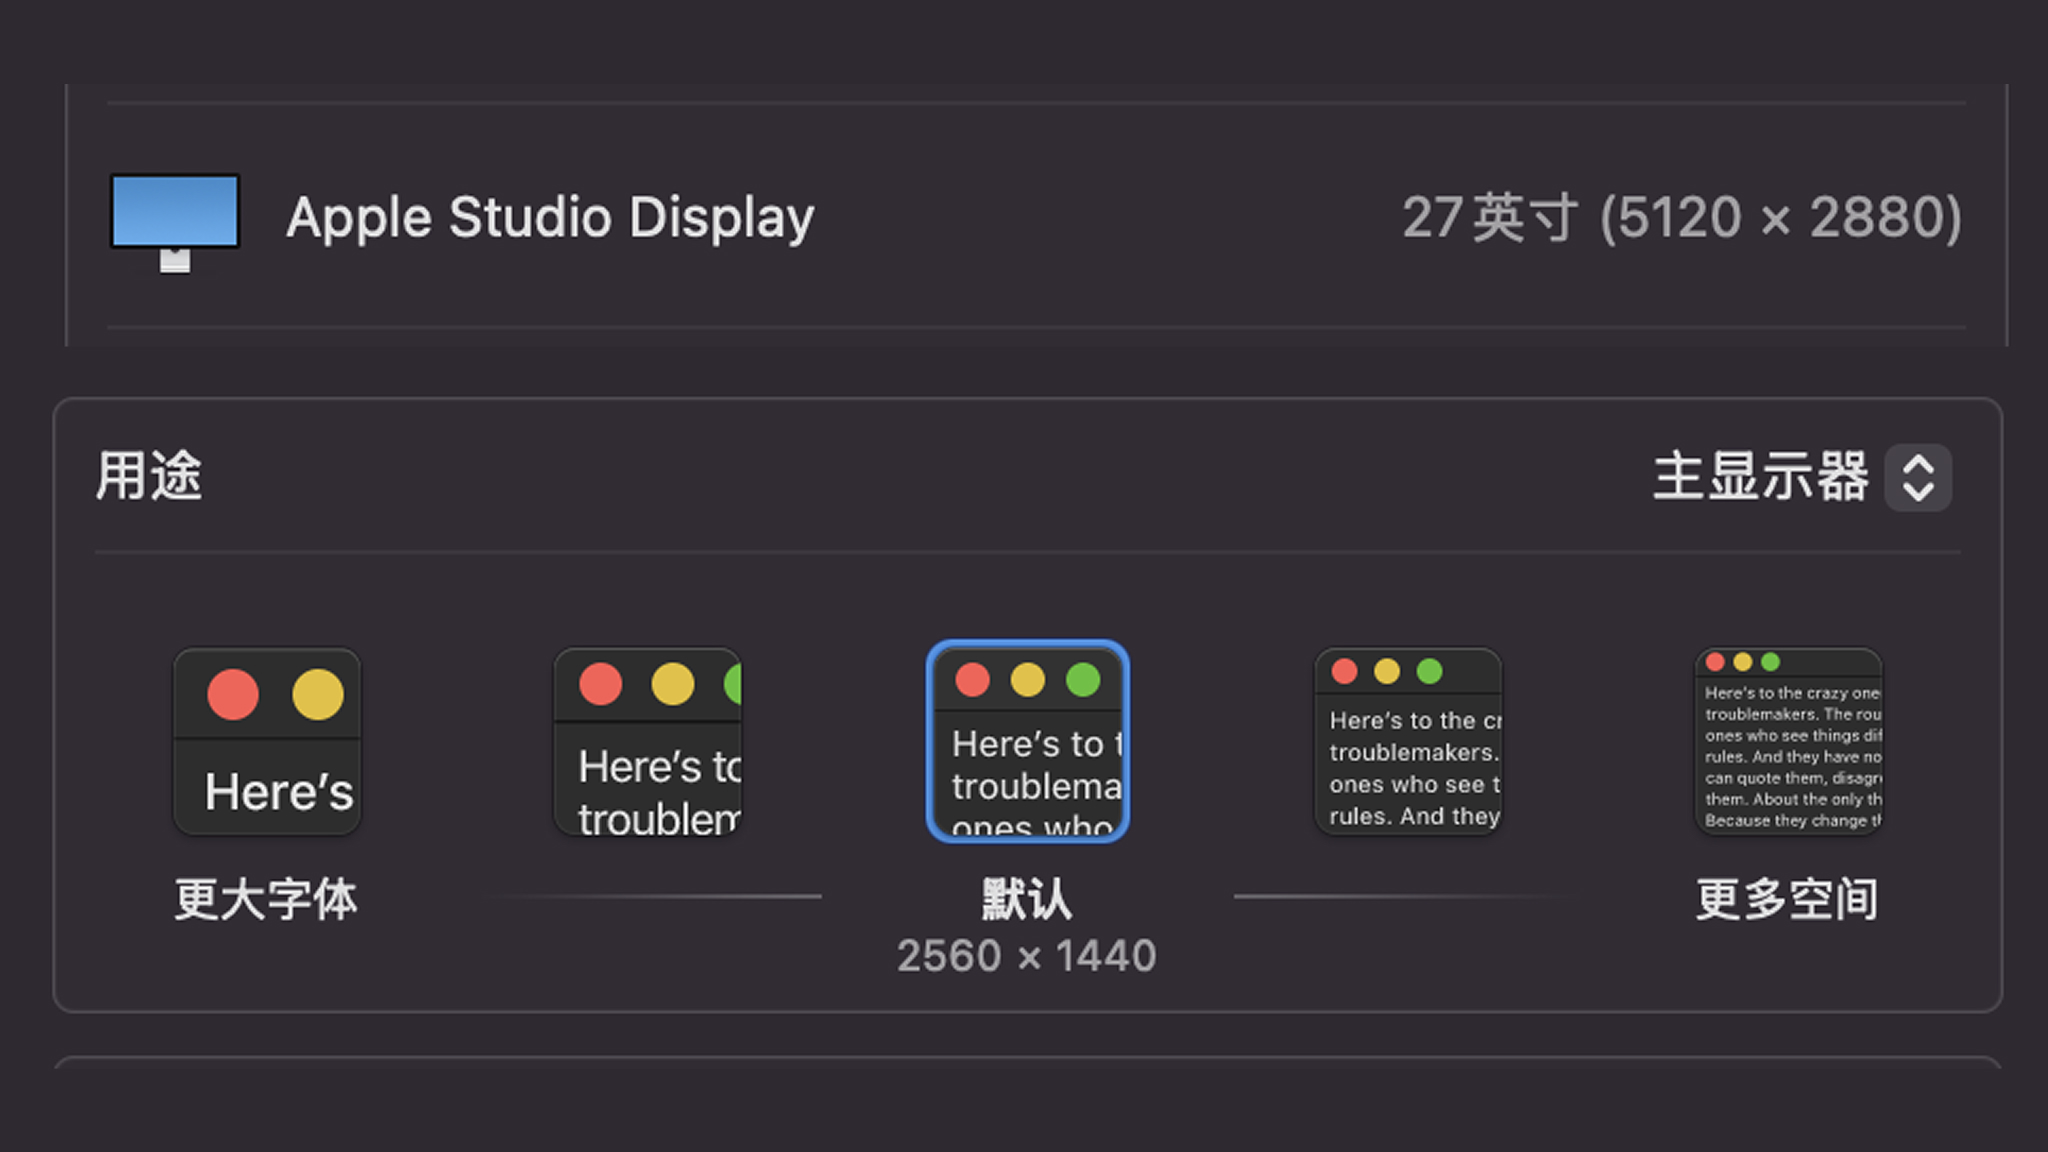 Apple Studio Display
27英寸 (5120 × 2880)
用途
主显示器
Here's
Here's to
troublem
Here's to t
troublema
ones who
Here's to the cr
troublemakers.
ones who see t
rules. And they
Here's to the crazy one
troublemakers. The rou
ones who see things dif
rules. And they have no
can quote them, disagr
them. About the only th
Because they change th
更大字体
默认
更多空间
2560 × 1440